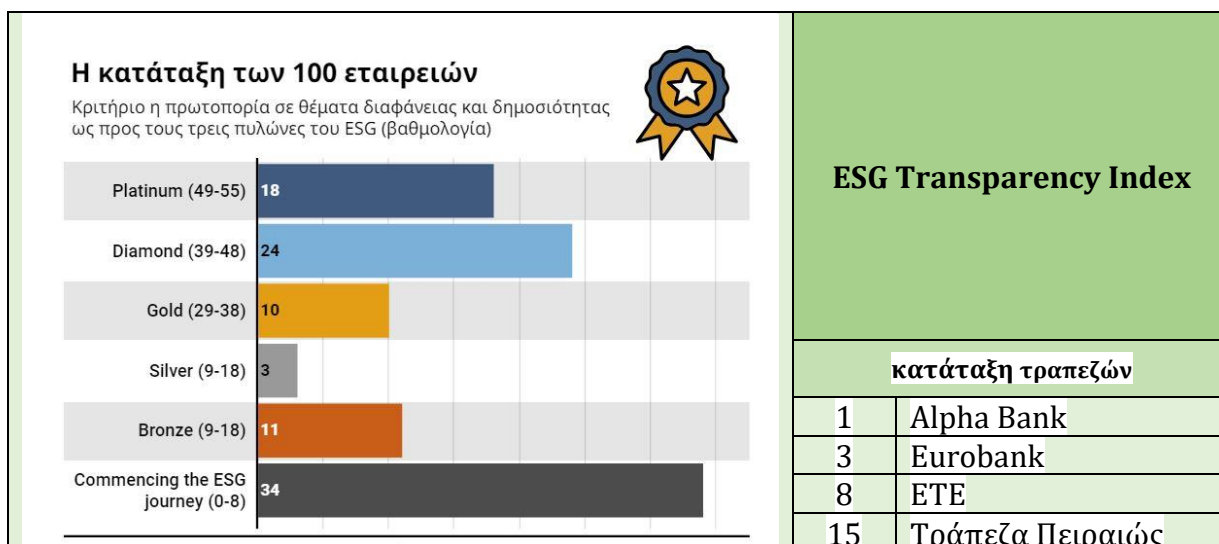 Η κατάταξη των 100 εταιρειών
Κριτήριο η πρωτοπορία σε θέματα διαφάνειας και δημοσιότητας
ως προς τους τρεις πυλώνες του ESG (βαθμολογία)
Platinum (49-55) 18
Diamond (39-48) 24
Gold (29-38) 10
Silver (9-18) 3
Bronze (9-18) 11
Commencing the ESG
journey (0-8) 34
ESG Transparency Index
κατάταξη τραπεζών
1 Alpha Bank
3 Eurobank
8 ΕΤΕ
15 Τράπεζα Πειραιώς